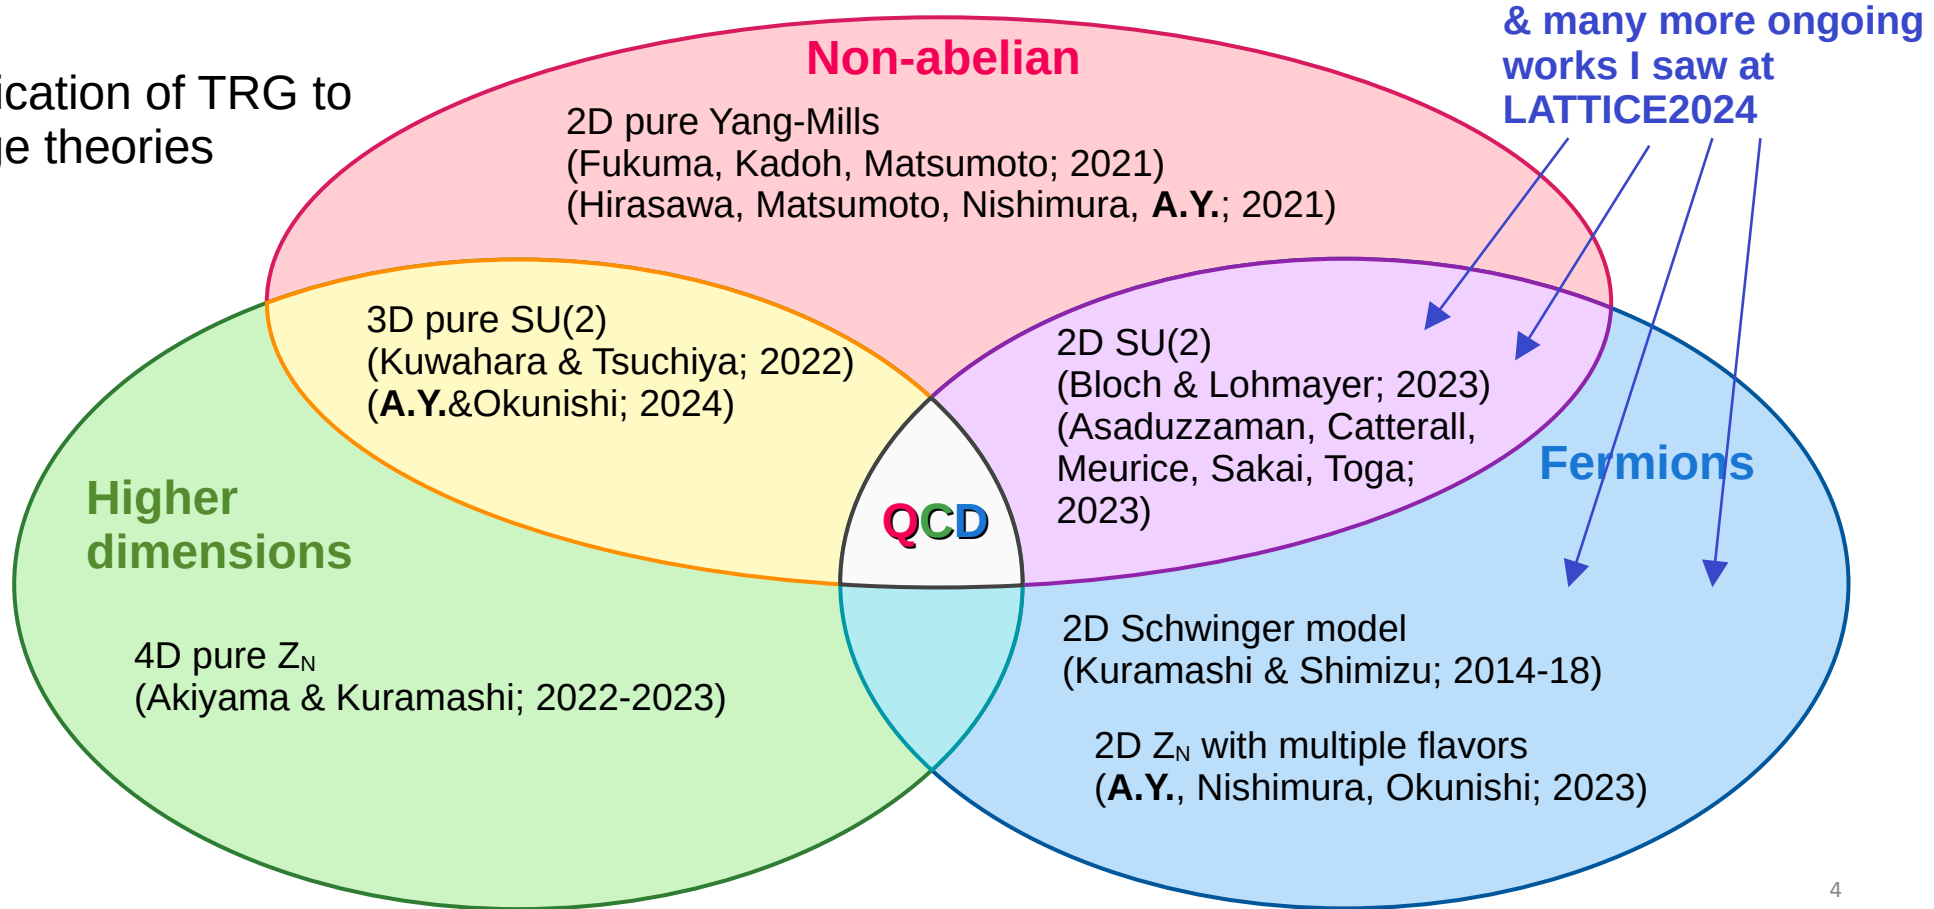 ication of TRG to
ge theories
& many more ongoing
works I saw at
LATTICE2024
Non-abelian
2D pure Yang-Mills
(Fukuma, Kadoh, Matsumoto; 2021)
(Hirasawa, Matsumoto, Nishimura, A.Y.; 2021)
3D pure SU(2)
(Kuwahara & Tsuchiya; 2022)
(A.Y.&Okunishi; 2024)
2D SU(2)
(Bloch & Lohmayer; 2023)
(Asaduzzaman, Catterall,
Meurice, Sakai, Toga;
2023)
Fermions
Higher
dimensions
QCD
4D pure ZN
(Akiyama & Kuramashi; 2022-2023)
2D Schwinger model
(Kuramashi & Shimizu; 2014-18)
2D ZN with multiple flavors
(A.Y., Nishimura, Okunishi; 2023)
4